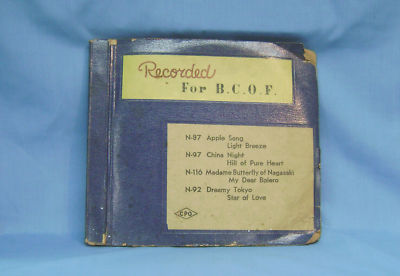 Recorded
For B.C.O.F.
N-87 Apple Song
Light Breeze
N-97 China Night
Hill of Pure Heart
N-116 Madame Butterfly of Nagasaki
My Dear Bolero
N-92 Dreamy Tokyo
Star of Love
CPO